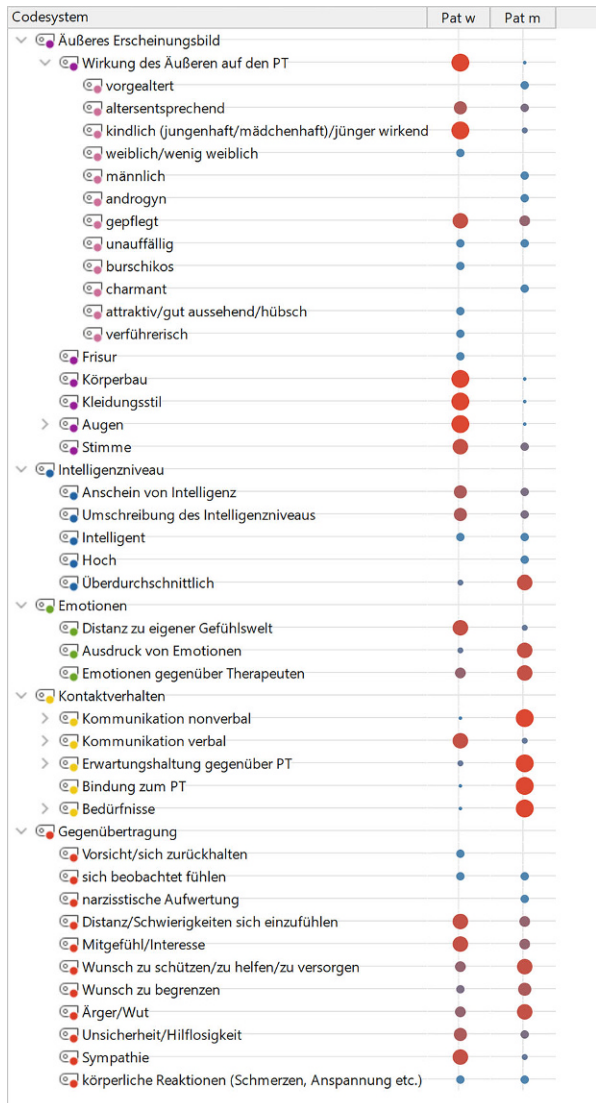 Codesystem Pat w Pat m
Äußeres Erscheinungsbild
Wirkung des Äußeren auf den PT
vorgealtert
altersentsprechend
kindlich (jungenhaft/mädchenhaft)/jünger wirkend
weiblich/wenig weiblich
männlich
androgyn
gepflegt
unauffällig
burschikos
charmant
attraktiv/gut aussehend/hübsch
verführerisch
Frisur
Körperbau
Kleidungsstil
Augen
Stimme
Intelligenzniveau
Anschein von Intelligenz
Umschreibung des Intelligenzniveaus
Intelligent
Hoch
Überdurchschnittlich
Emotionen
Distanz zu eigener Gefühlswelt
Ausdruck von Emotionen
Emotionen gegenüber Therapeuten
Kontaktverhalten
Kommunikation nonverbal
Kommunikation verbal
Erwartungshaltung gegenüber PT
Bindung zum PT
Bedürfnisse
Gegenübertragung
Vorsicht/sich zurückhalten
sich beobachtet fühlen
narzisstische Aufwertung
Distanz/Schwierigkeiten sich einzufühlen
Mitgefühl/Interesse
Wunsch zu schützen/zu helfen/zu versorgen
Wunsch zu begrenzen
Ärger/Wut
Unsicherheit/Hilflosigkeit
Sympathie
körperliche Reaktionen (Schmerzen, Anspannung etc.)